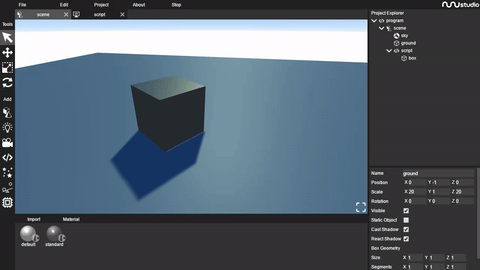 File Edit Project About Stop
studio
Tools
scene
script
Project Explorer
program
scene
sky
ground
script
box
Add
Name ground
Position X 0 Y -1 Z 0
Scale X 20 Y 1 Z 20
Rotation X 0 Y 0 Z 0
Visible
Static Object
Cast Shadow
React Shadow
Box Geometry
Size X 1 Y 1 Z 1
Segments X 1 Y 1 Z 1
Import Material
default
standard